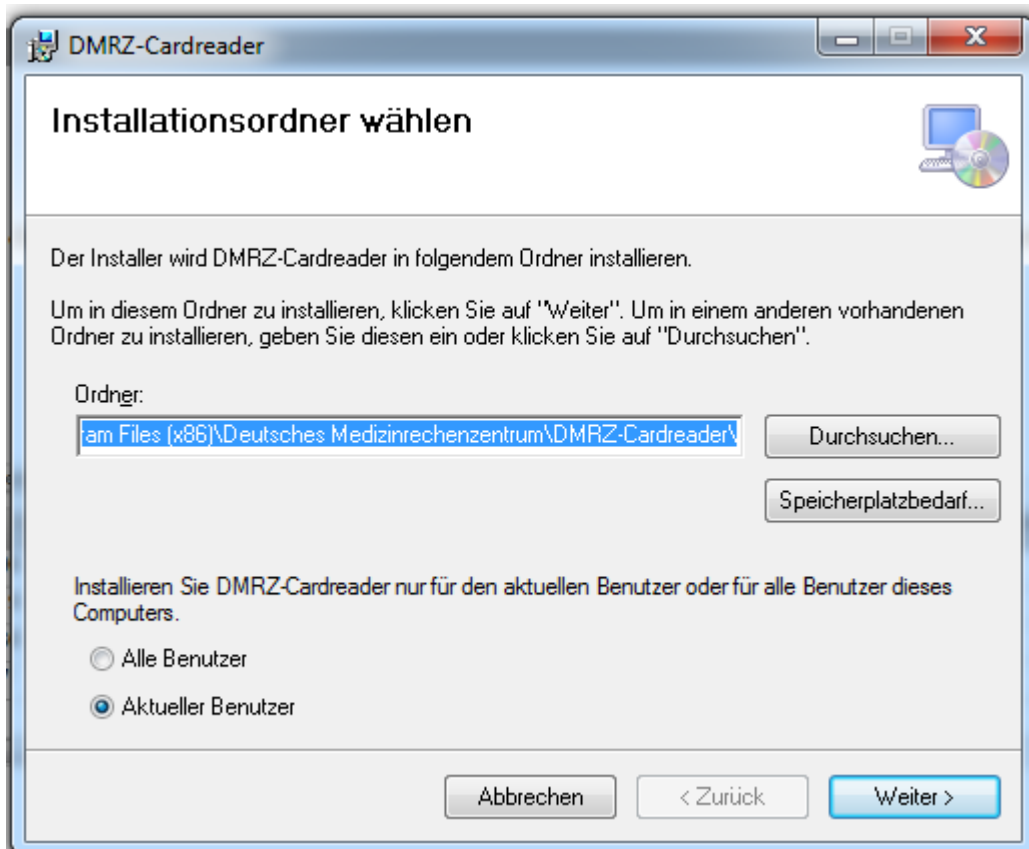 DMRZ-Cardreader
Installationsordner wählen
Der Installer wird DMRZ-Cardreader in folgendem Ordner installieren.
Um in diesem Ordner zu installieren, klicken Sie auf "Weiter". Um in einem anderen vorhandenen
Ordner zu installieren, geben Sie diesen ein oder klicken Sie auf "Durchsuchen".
Ordner:
ram Files (x86)\Deutsches Medizinrechenzentrum\DMRZ-Cardreader\
Durchsuchen...
Speicherplatzbedarf...
Installieren Sie DMRZ-Cardreader nur für den aktuellen Benutzer oder für alle Benutzer dieses
Computers.
Alle Benutzer
Aktueller Benutzer
Abbrechen
< Zurück
Weiter >